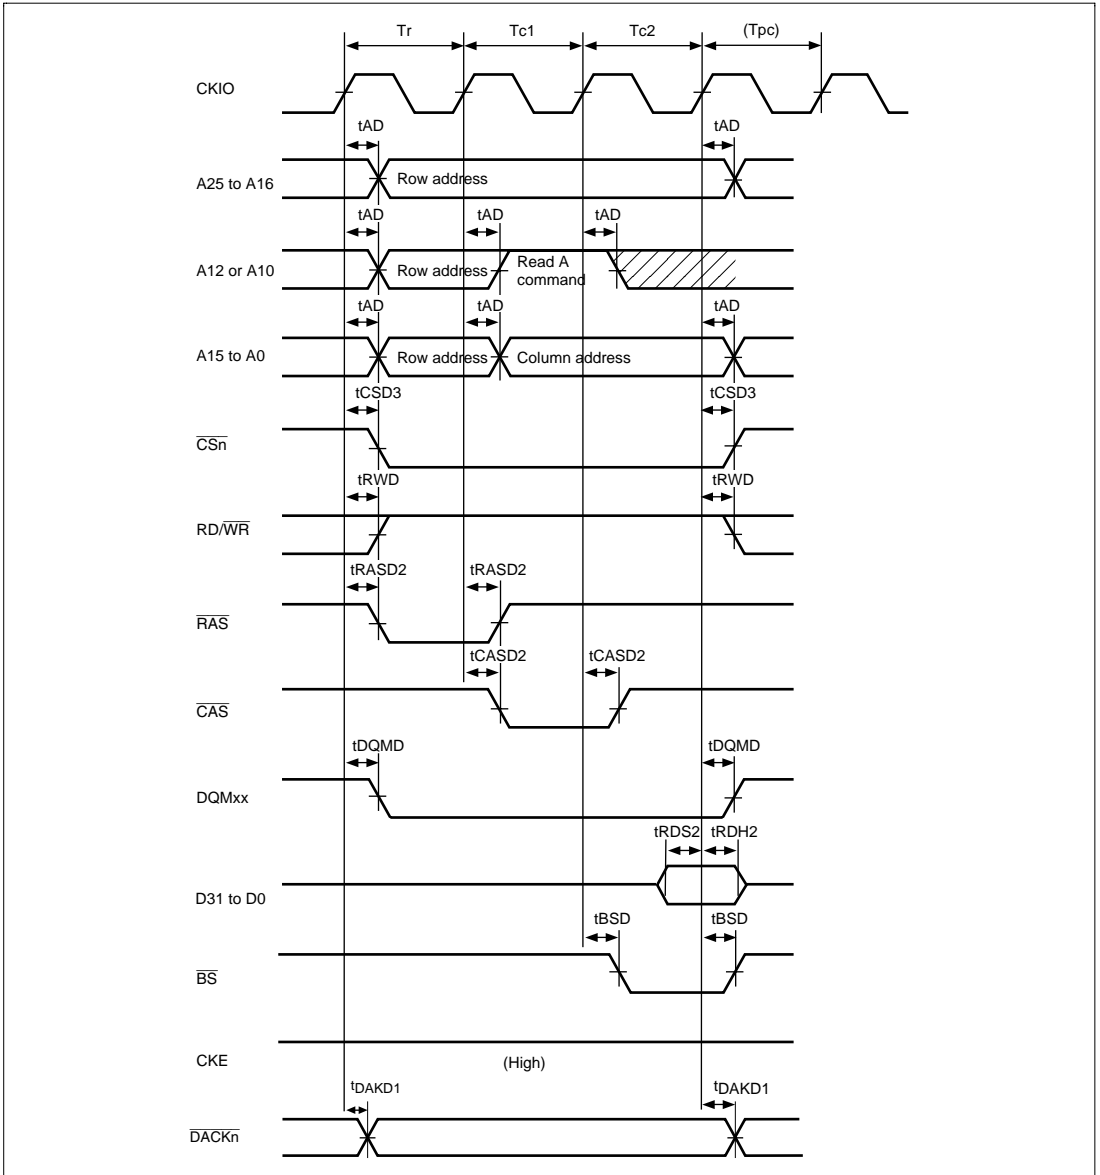 Tr Tc1 Tc2 (Tpc)
CKIO
tAD tAD
A25 to A16 Row address
tAD tAD tAD
A12 or A10 Row address Read A
command
tAD tAD tAD
A15 to A0 Row address Column address
tCSD3 tCSD3
CSn
tRWD tRWD
RD/WR
tRASD2 tRASD2
RAS
tCASD2 tCASD2
CAS
tDQMD tDQMD
DQMxx
tRDS2 tRDH2
D31 to D0
tBSD tBSD
BS
CKE (High)
tDAKD1 tDAKD1
DACKn